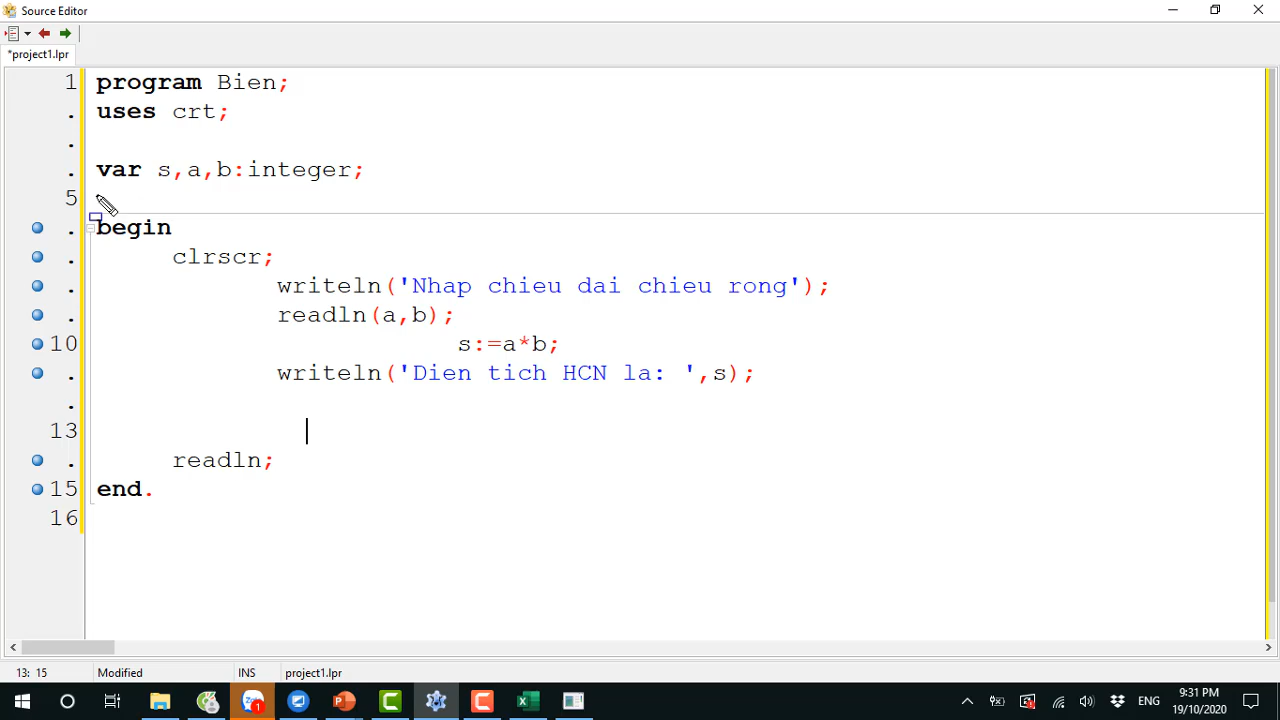 Source Editor
*project1.lpr
1 program Bien;
. uses crt;
.
. var s,a,b:integer;
5
. begin
. clrscr;
. writeln('Nhap chieu dai chieu rong');
. readln(a,b);
10 s:=a*b;
. writeln('Dien tich HCN la: ',s);
.
13
. readln;
15 end.
16
13: 15 Modified INS project1.lpr
1
ENG
9:31 PM
19/10/2020